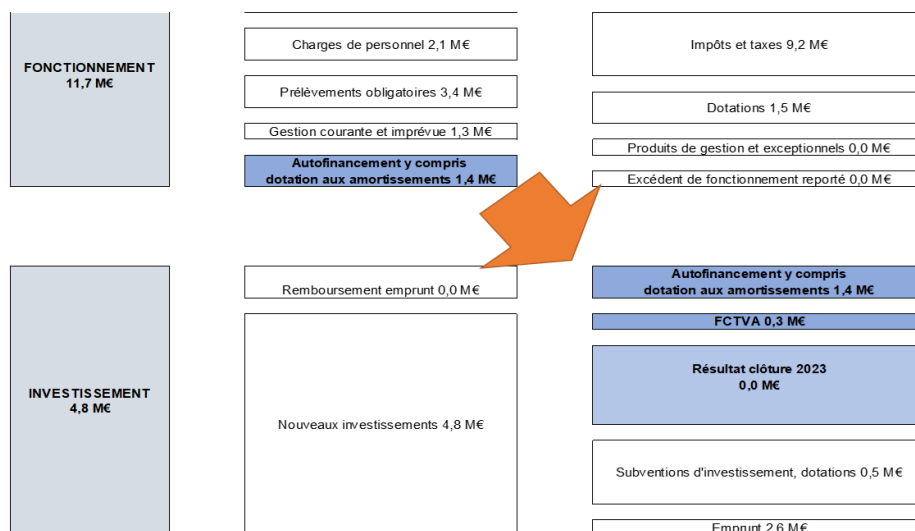 FONCTIONNEMENT
11,7 M€
Charges de personnel 2,1 M€
Prélèvements obligatoires 3,4 M€
Gestion courante et imprévue 1,3 M€
Autofinancement y compris
dotation aux amortissements 1,4 M€
Impôts et taxes 9,2 M€
Dotations 1,5 M€
Produits de gestion et exceptionnels 0,0 M€
Excédent de fonctionnement reporté 0,0 M€
INVESTISSEMENT
4,8 M€
Remboursement emprunt 0,0 M€
Nouveaux investissements 4,8 M€
Autofinancement y compris
dotation aux amortissements 1,4 M€
FCTVA 0,3 M€
Résultat clôture 2023
0,0 M€
Subventions d'investissement, dotations 0,5 M€
Emprunt 2,6 M€